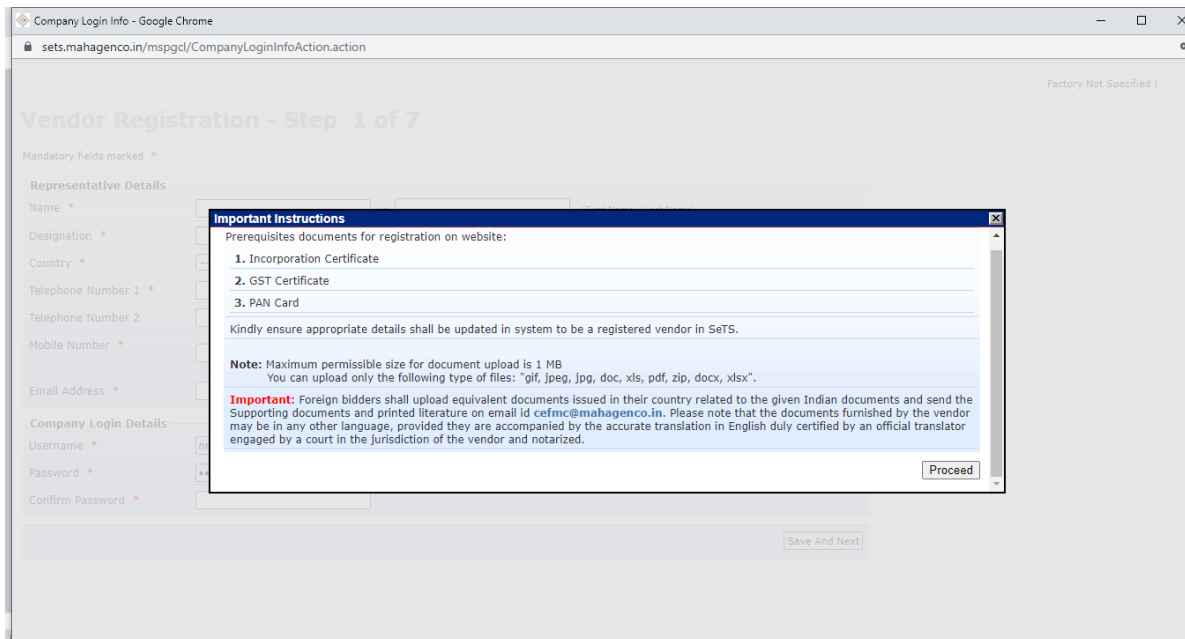 Company Login Info - Google Chrome
sets.mahagenco.in/mspgcl/CompanyLoginInfoAction.action
Factory Not Specified |
Vendor Registration - Step 1 of 7
Mandatory fields marked *
Representative Details
Name *
Designation *
Country *
Telephone Number 1 *
Telephone Number 2
Mobile Number *
Email Address *
Company Login Details
Username *
Password *
Confirm Password *
Important Instructions
Prerequisites documents for registration on website:
1. Incorporation Certificate
2. GST Certificate
3. PAN Card
Kindly ensure appropriate details shall be updated in system to be a registered vendor in SeTS.
Note: Maximum permissible size for document upload is 1 MB
You can upload only the following type of files: "gif, jpeg, jpg, doc, xls, pdf, zip, docx, xlsx".
Important: Foreign bidders shall upload equivalent documents issued in their country related to the given Indian documents and send the
Supporting documents and printed literature on email id cefmc@mahagenco.in. Please note that the documents furnished by the vendor
may be in any other language, provided they are accompanied by the accurate translation in English duly certified by an official translator
engaged by a court in the jurisdiction of the vendor and notarized.
Proceed
Save And Next